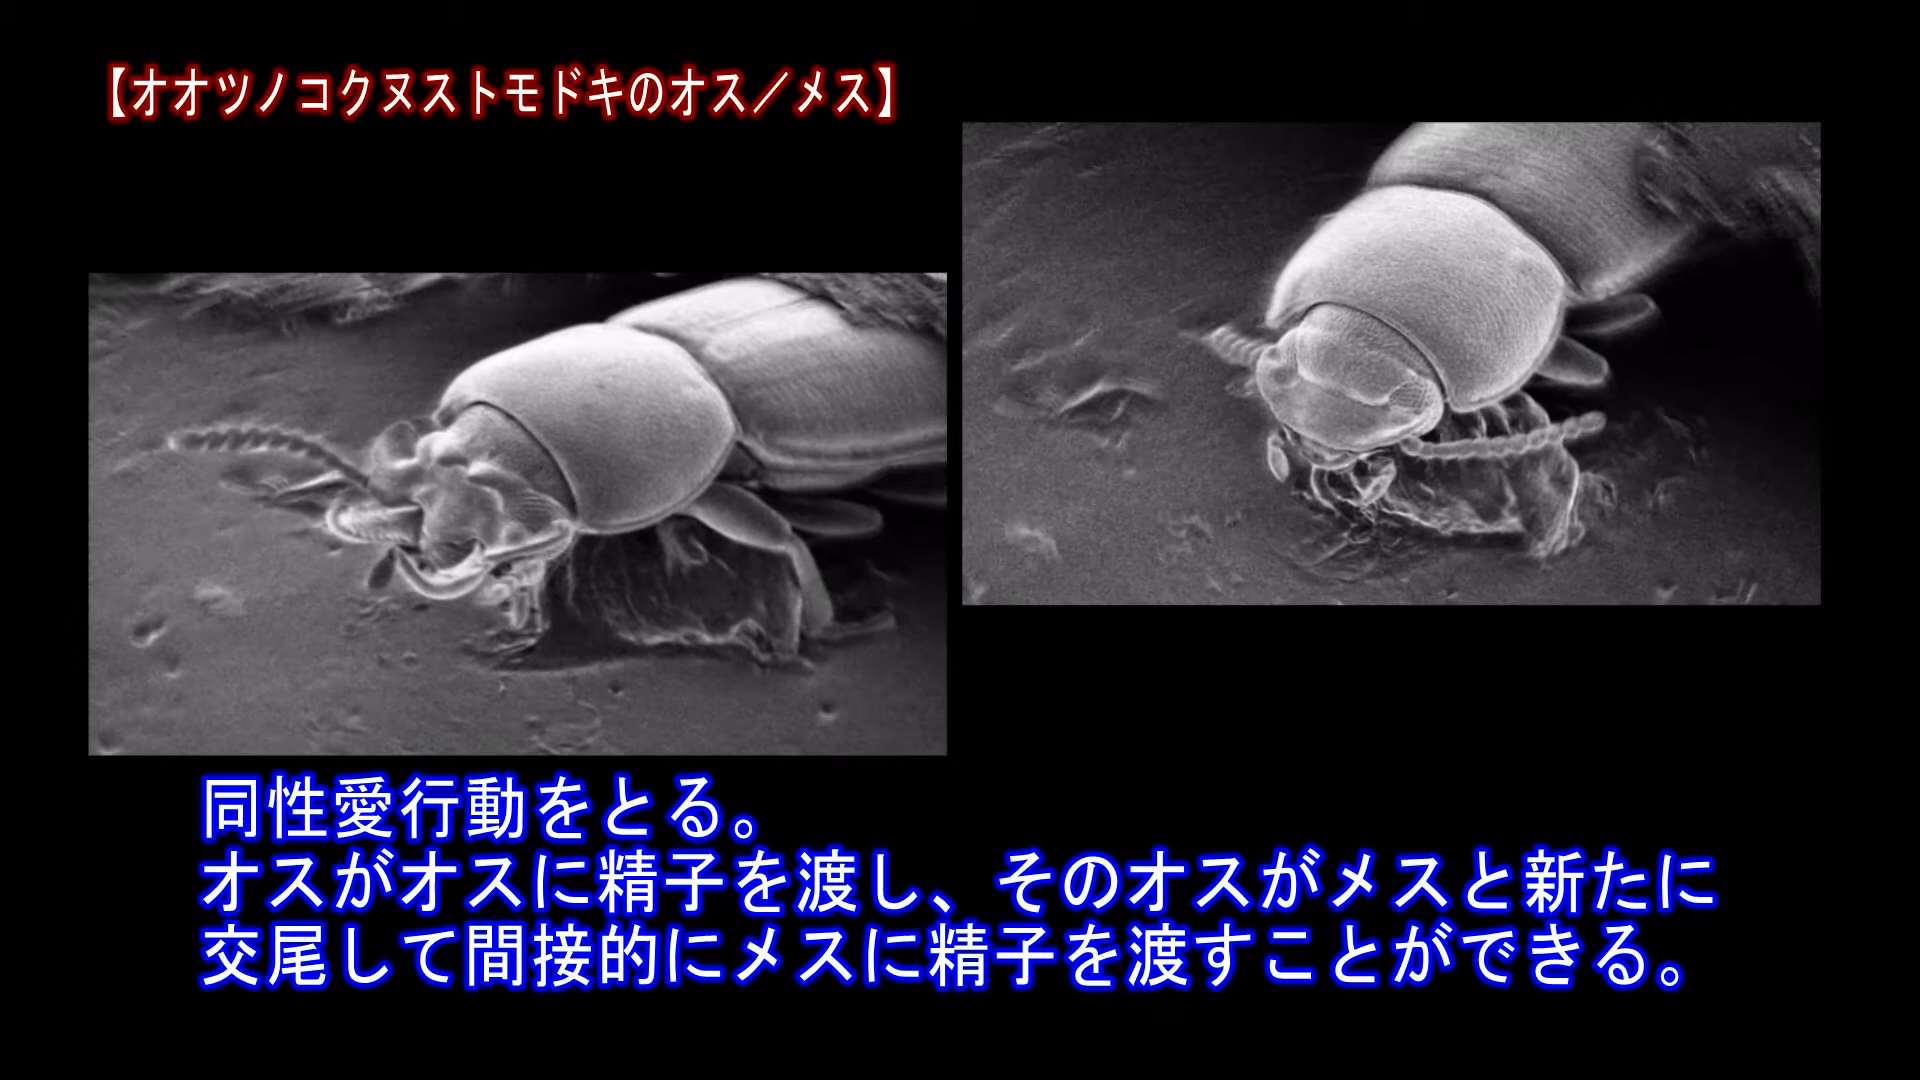 【オオツノコクヌストモドキのオス／メス】
同性愛行動をとる。
オスがオスに精子を渡し、そのオスがメスと新たに
交尾して間接的にメスに精子を渡すことができる。